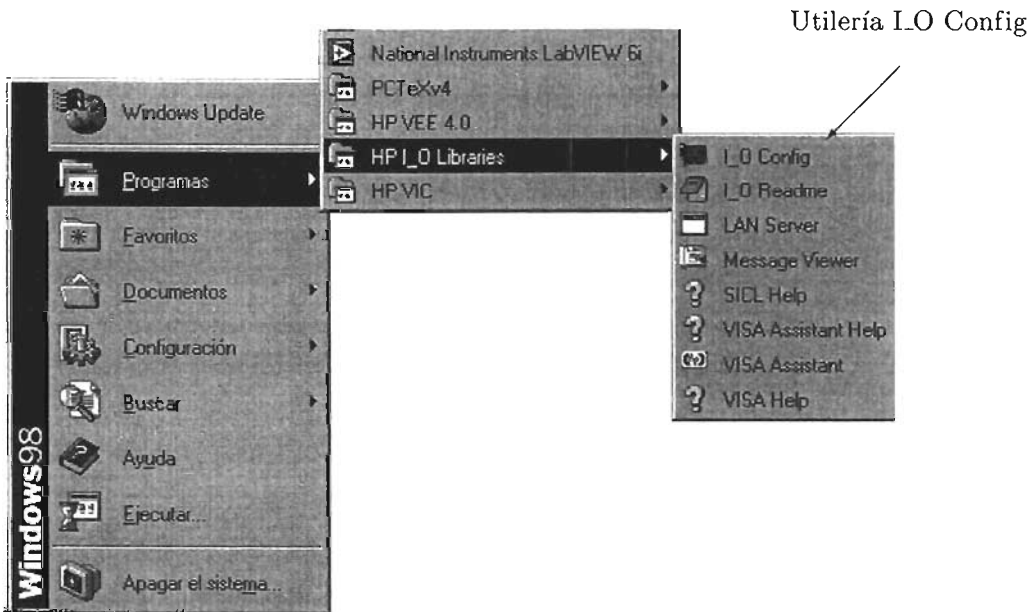 Utilería I_O Config
National Instruments LabVIEW 6i
PCTeXv4
HP VEE 4.0
HP I_O Libraries
HP VIC
I_O Config
I_O Readme
LAN Server
Message Viewer
SICL Help
VISA Assistant Help
VISA Assistant
VISA Help
Windows Update
Programas
Favoritos
Documentos
Configuración
Buscar
Ayuda
Ejecutar...
Apagar el sistema...
Windows98